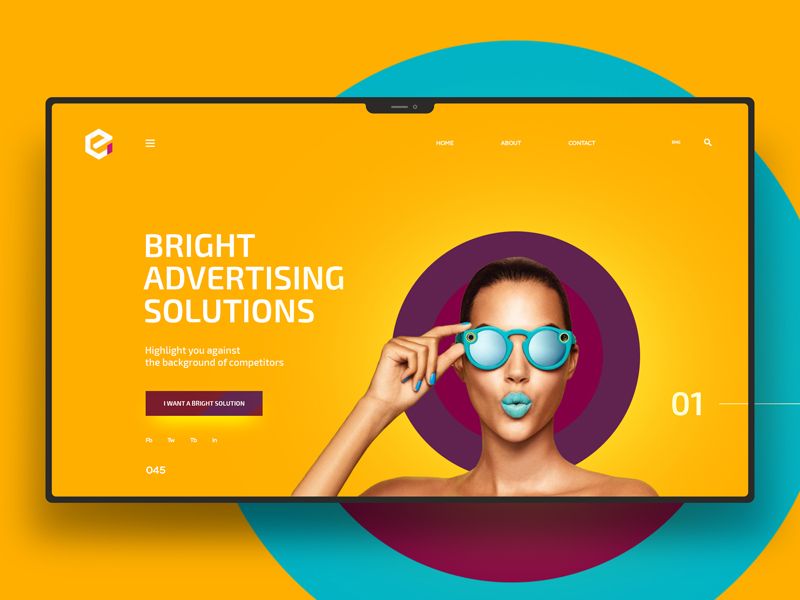 HOME ABOUT CONTACT ENG
BRIGHT
ADVERTISING
SOLUTIONS
Highlight you against
the background of competitors
I WANT A BRIGHT SOLUTION
01
Fb Tw Tb In
045